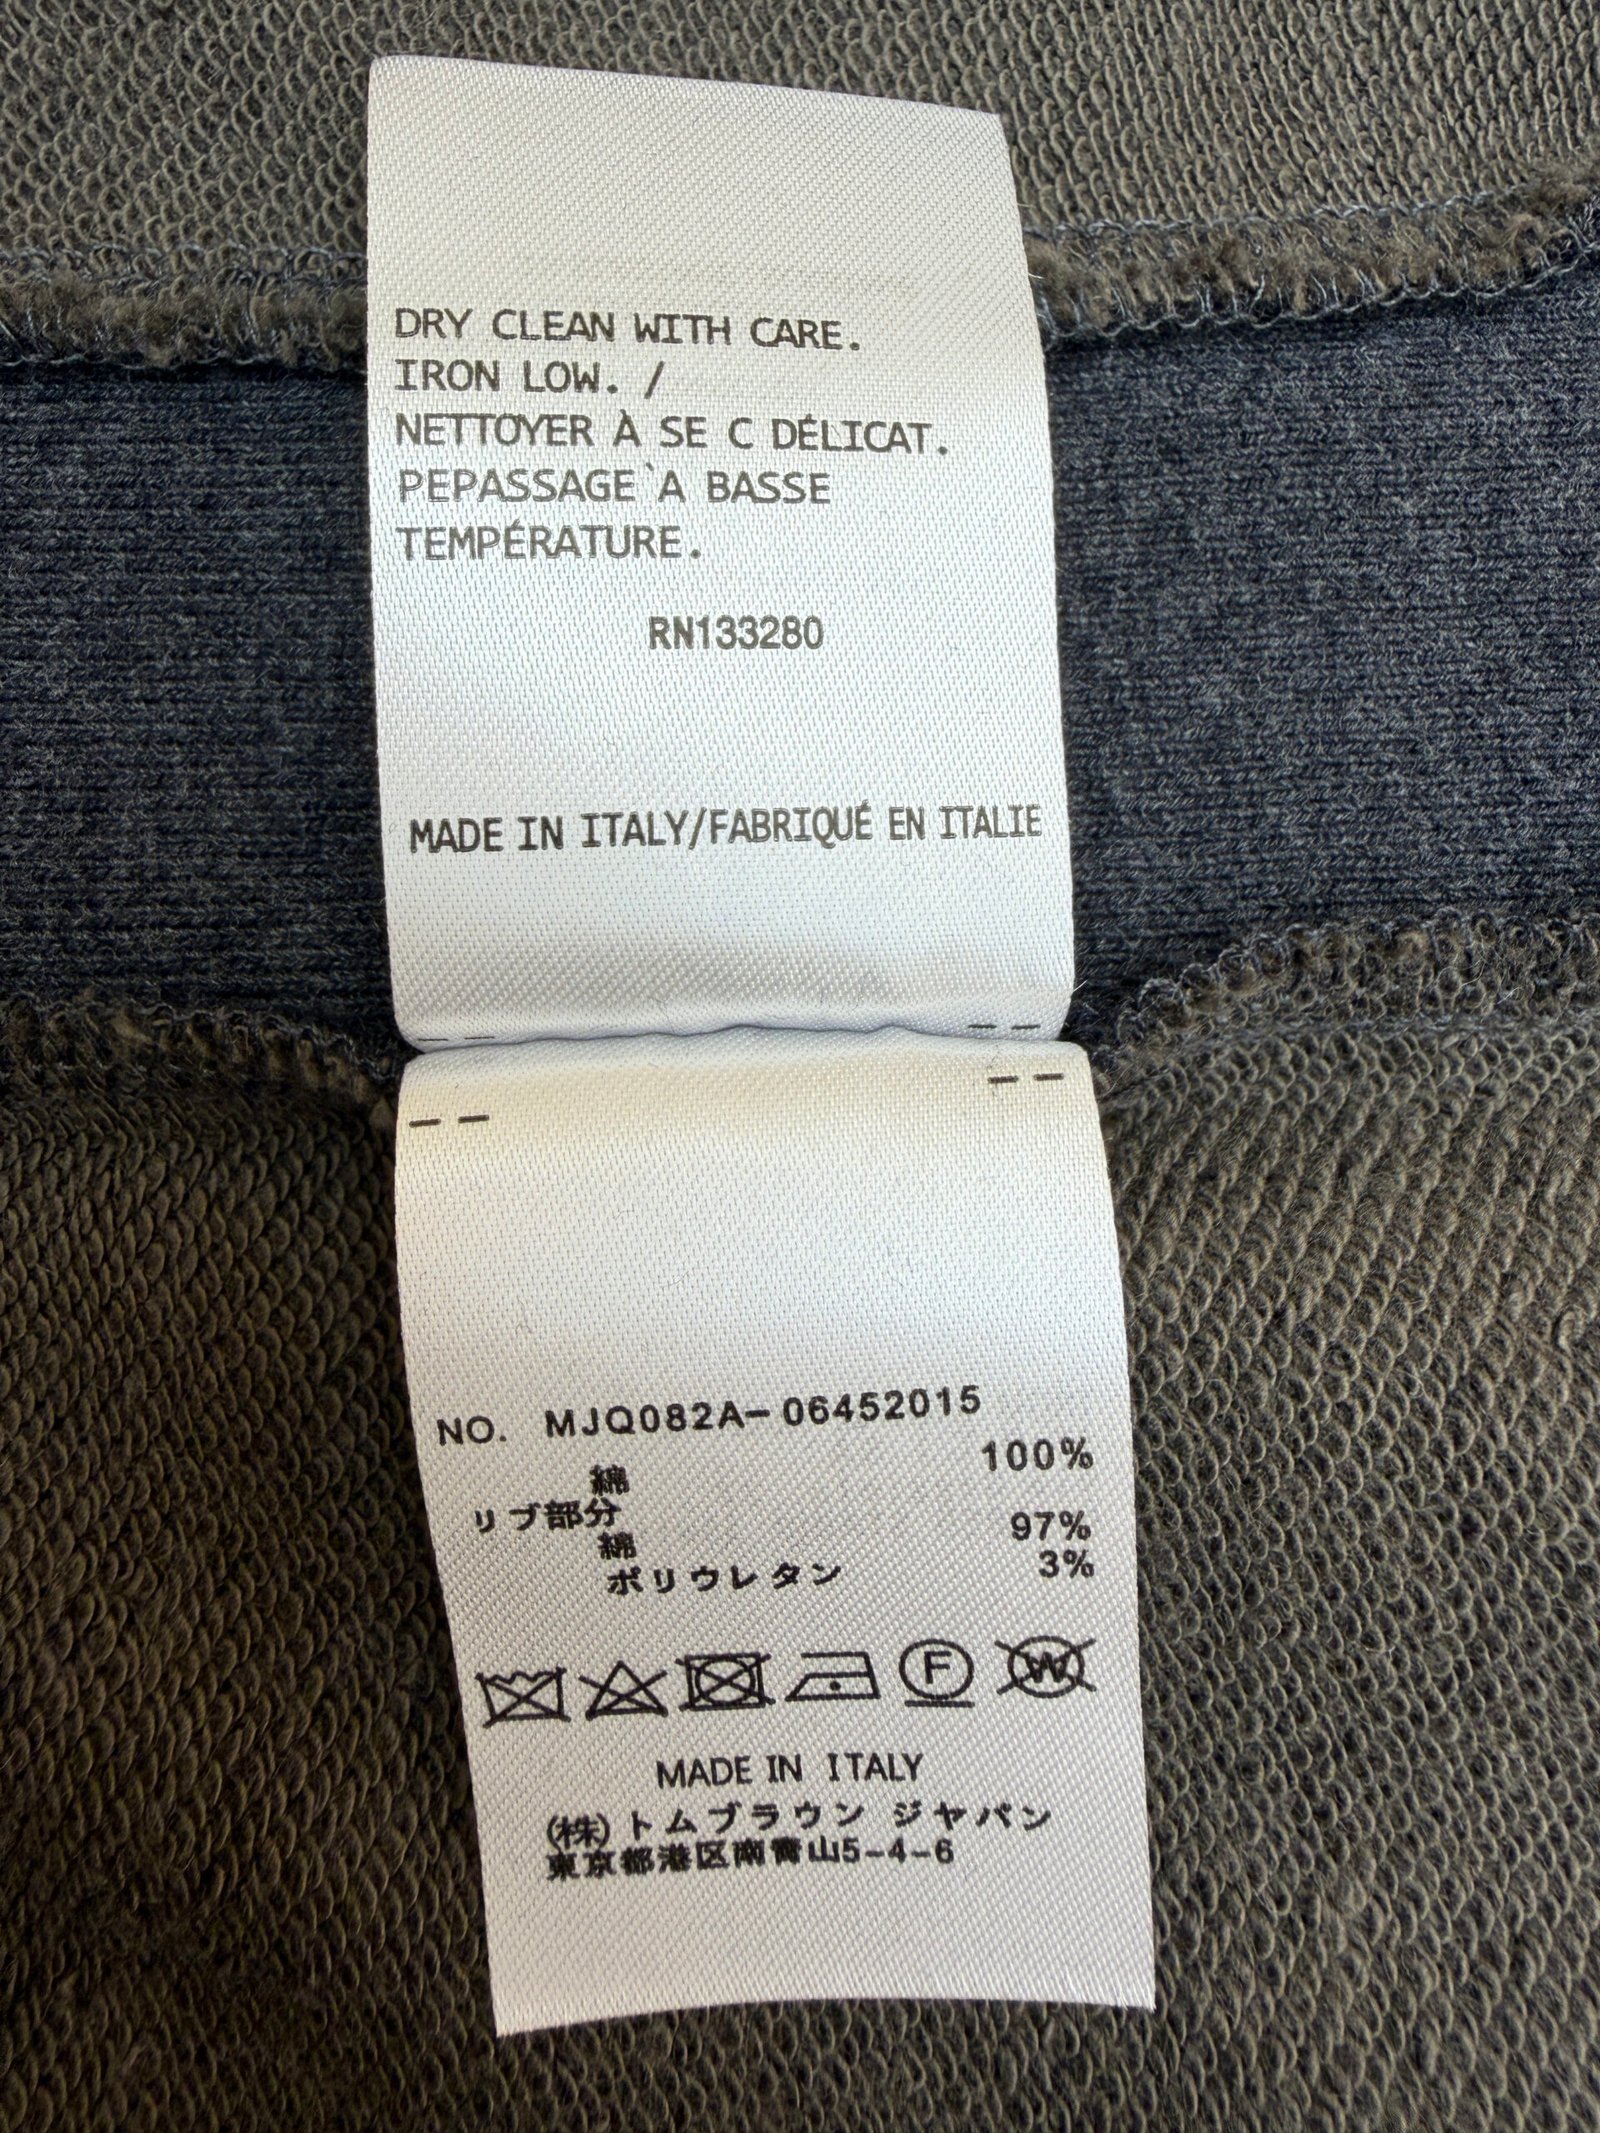 DRY CLEAN WITH CARE.
IRON LOW. /
NETTOYER À SE C DÉLICAT.
PEPASSAGE À BASSE
TEMPÉRATURE.
RN133280
MADE IN ITALY/FABRIQUÉ EN ITALIE
NO. MJQ082A-06452015
綿 100%
リブ部分
綿 97%
ポリウレタン 3%
F W
MADE IN ITALY
(株)トムブラウン ジャパン
東京都港区南青山5-4-6